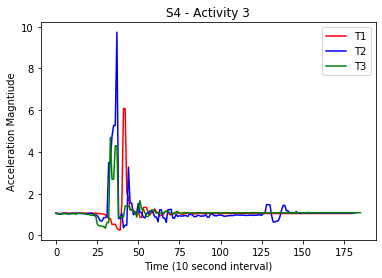 S4 - Activity 3
T1
T2
T3
Acceleration Magntiude
10
8
6
4
2
0
0 25 50 75 100 125 150 175
Time (10 second interval)